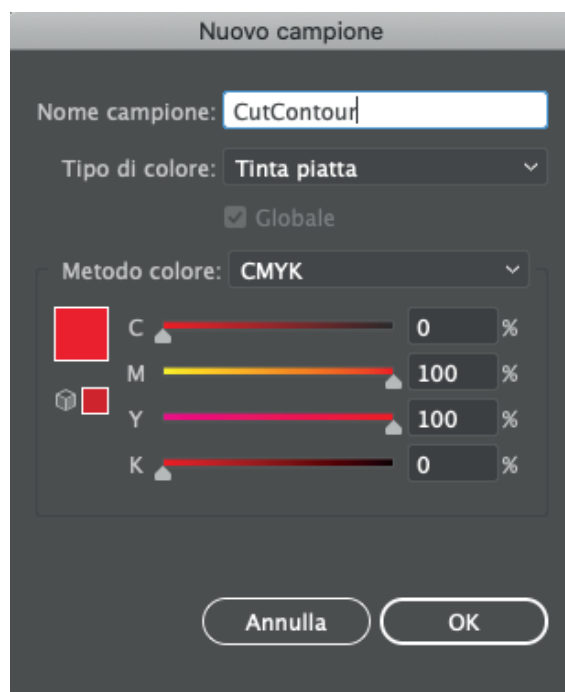 Nuovo campione
Nome campione: CutContour
Tipo di colore: Tinta piatta
Globale
Metodo colore: CMYK
C 0 %
M 100 %
Y 100 %
K 0 %
Annulla OK